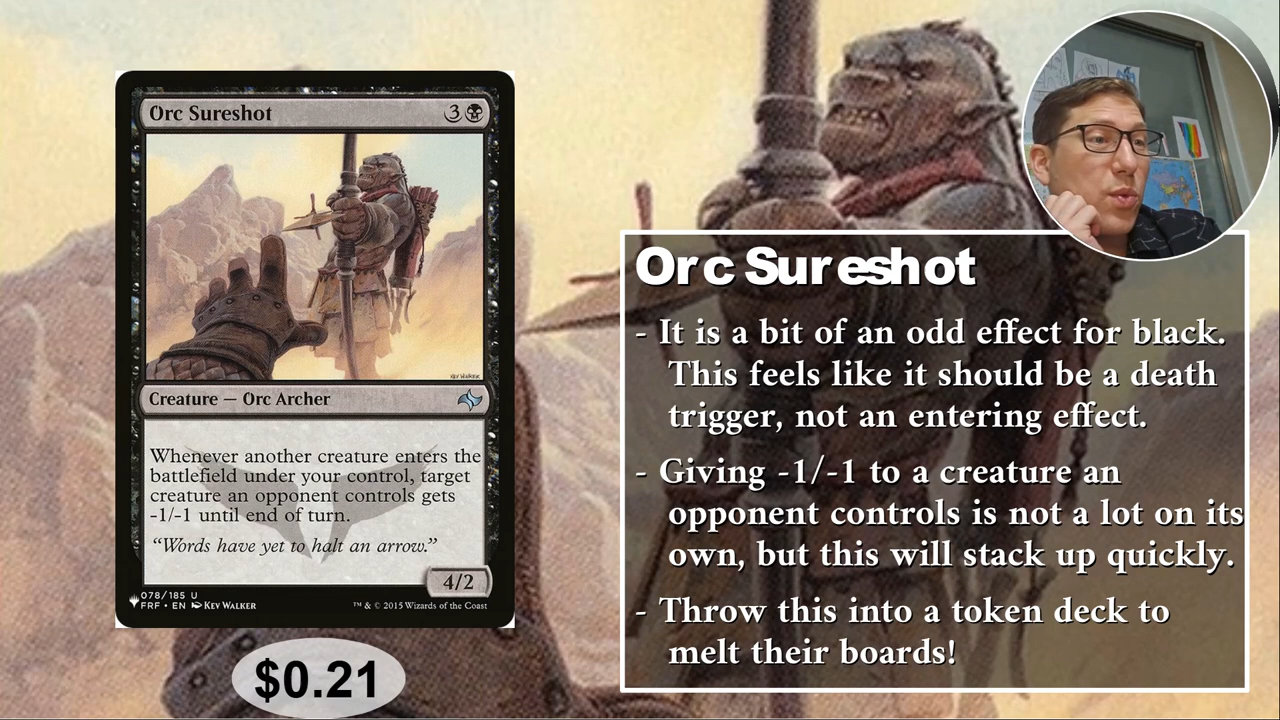 Orc Sureshot
3
Whenever another creature enters the
battlefield under your control, target
creature an opponent controls gets
-1/-1 until end of turn.
“Words have yet to halt an arrow.”
Creature — Orc Archer
4/2
078/185 U
FRF • EN KEV WALKER
™ & © 2015 Wizards of the Coast
KEV WALKER
$0.21
Orc Sureshot
- It is a bit of an odd effect for black.
This feels like it should be a death
trigger, not an entering effect.
- Giving -1/-1 to a creature an
opponent controls is not a lot on its
own, but this will stack up quickly.
- Throw this into a token deck to
melt their boards!